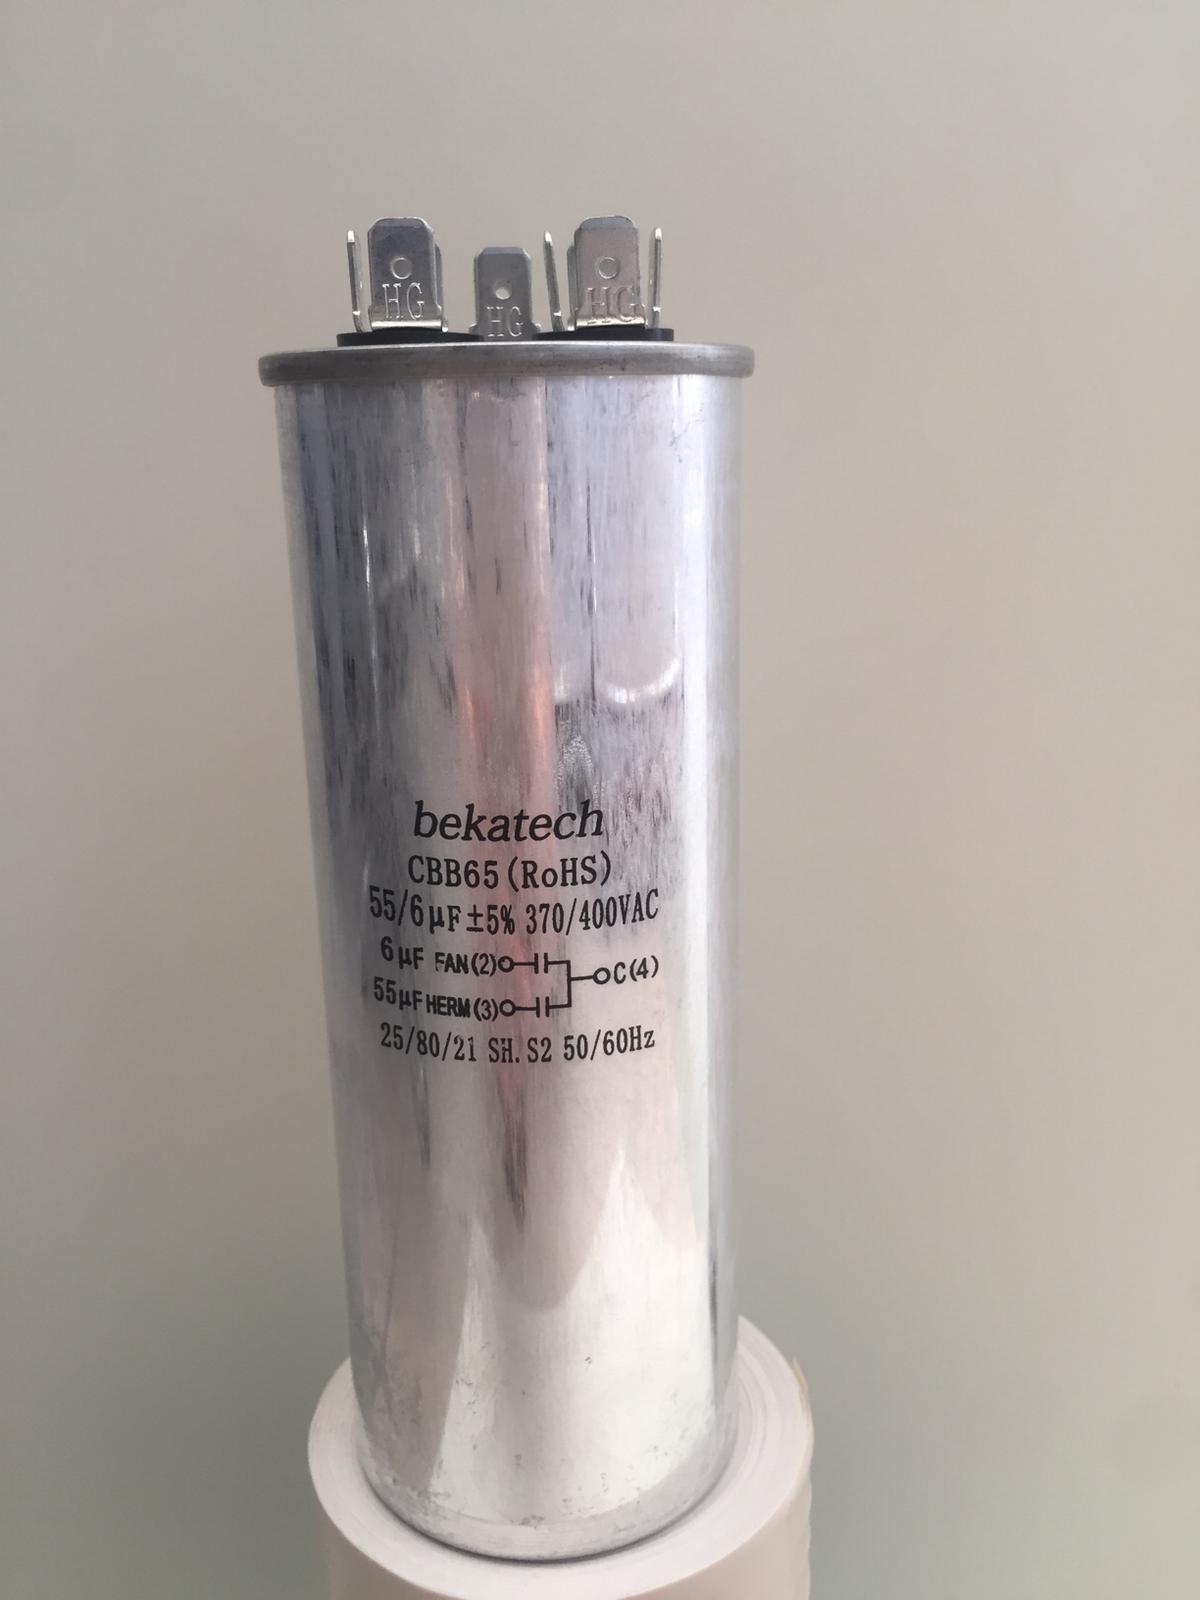 HG HG HG
bekatech
CBB65 (RoHS)
55/6μF±5% 370/400VAC
6μF FAN(2) C(4)
55μF HERM(3)
25/80/21 SH. S2 50/60Hz